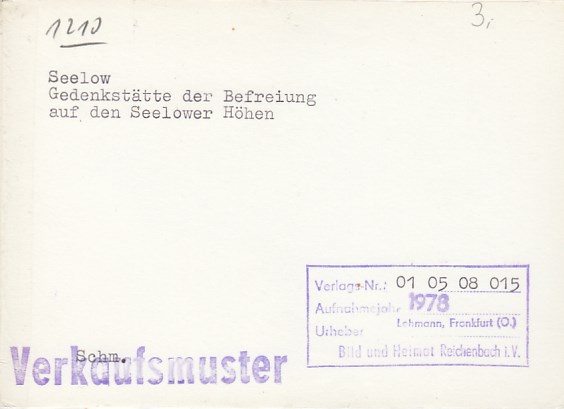 1210
3,
Seelow
Gedenkstätte der Befreiung
auf den Seelower Höhen
Verlags-Nr.: 01 05 08 015
Aufnahmejahr 1978
Urheber Lehmann, Frankfurt (O.)
Bild und Heimat Reichenbach i.V.
Schm.
Verkaufsmuster